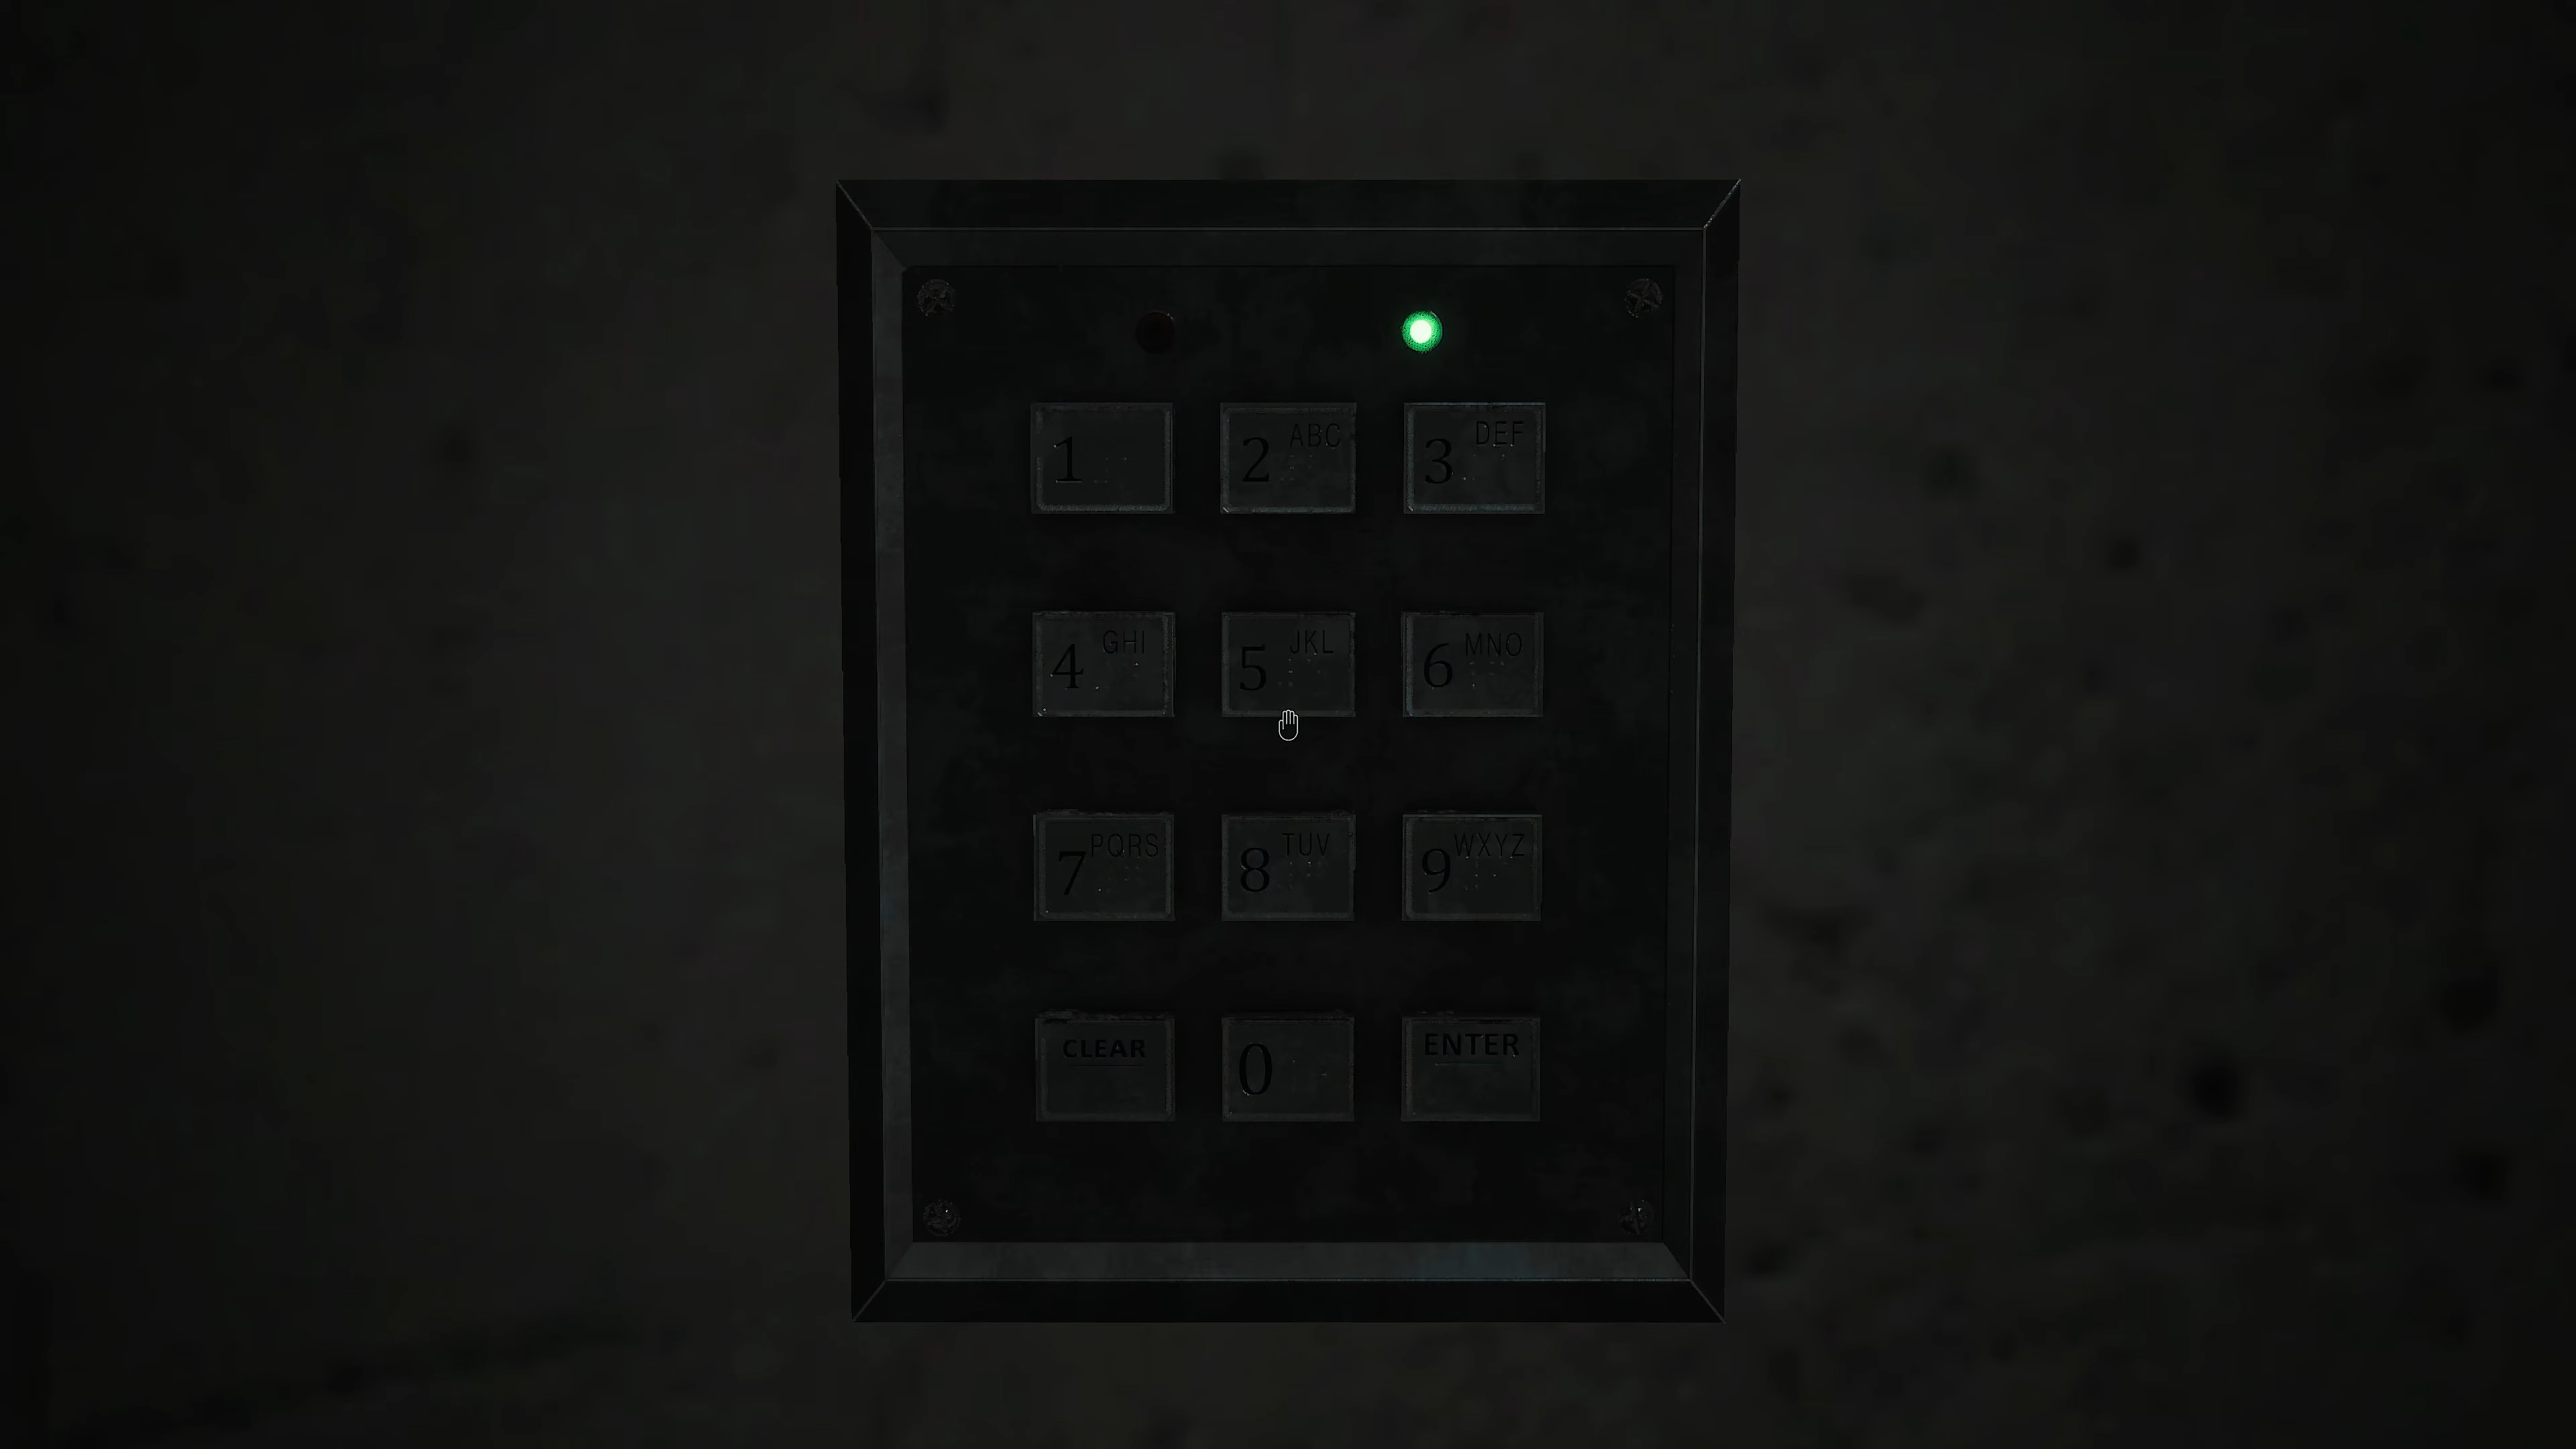 1
2 ABC
3 DEF
4 GHI
5 JKL
6 MNO
7 PQRS
8 TUV
9 WXYZ
CLEAR
0
ENTER